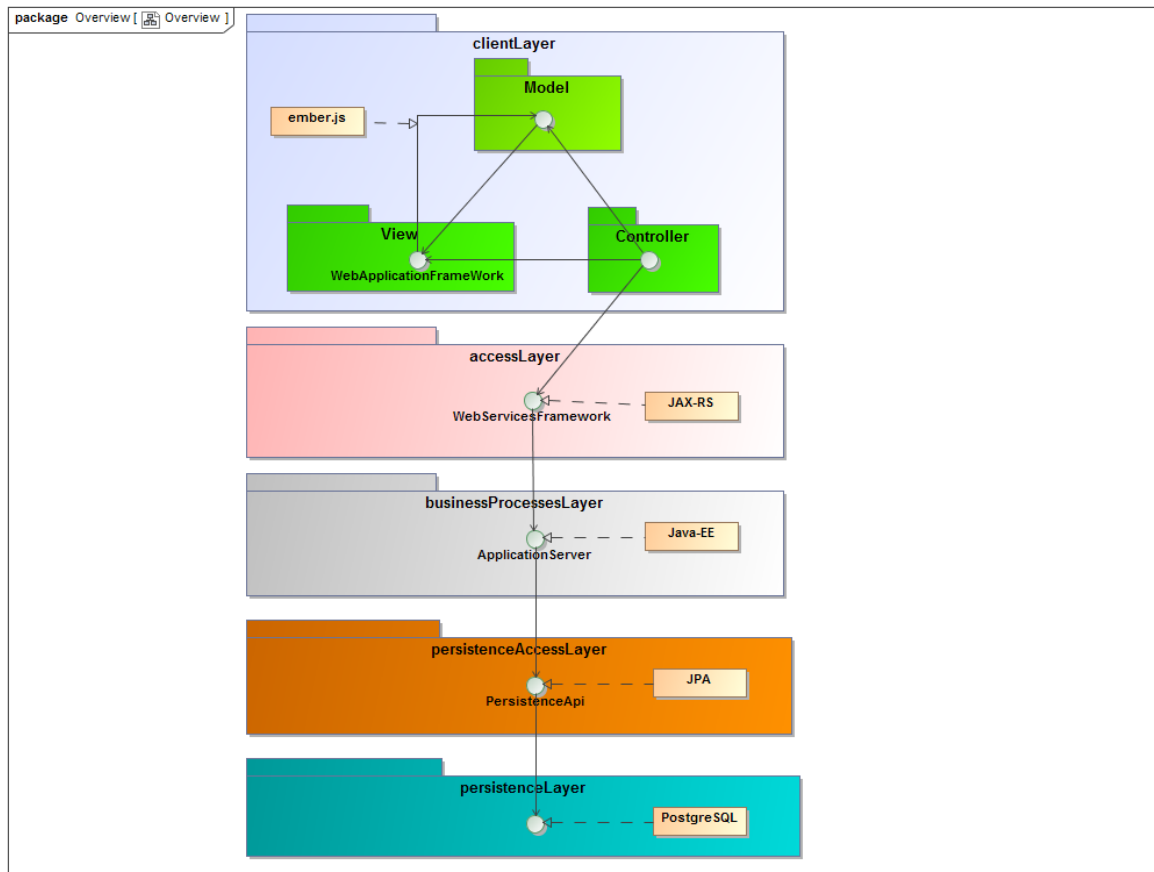 package Overview [ Overview ]
clientLayer
Model
ember.js
View
Controller
WebApplicationFrameWork
accessLayer
JAX-RS
WebServicesFramework
businessProcessesLayer
Java-EE
ApplicationServer
persistenceAccessLayer
JPA
PersistenceApi
persistenceLayer
PostgreSQL